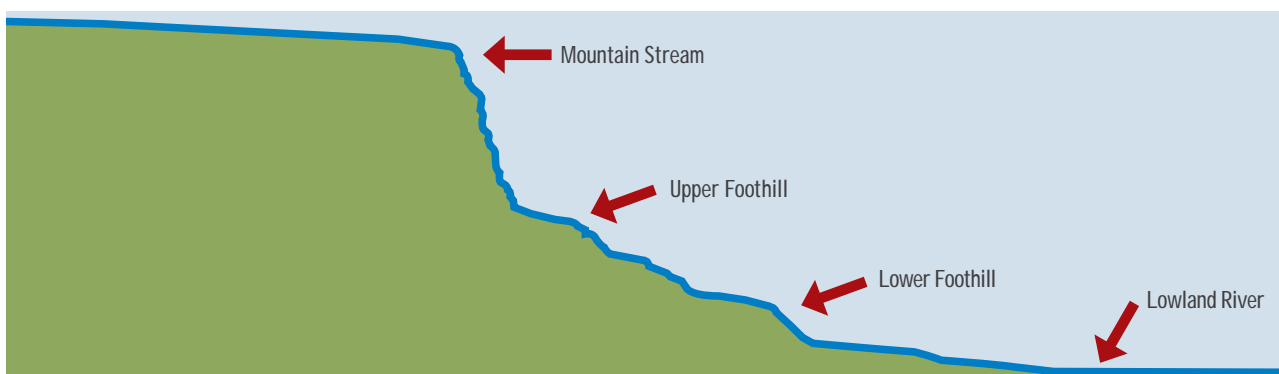 Mountain Stream
Upper Foothill
Lower Foothill
Lowland River